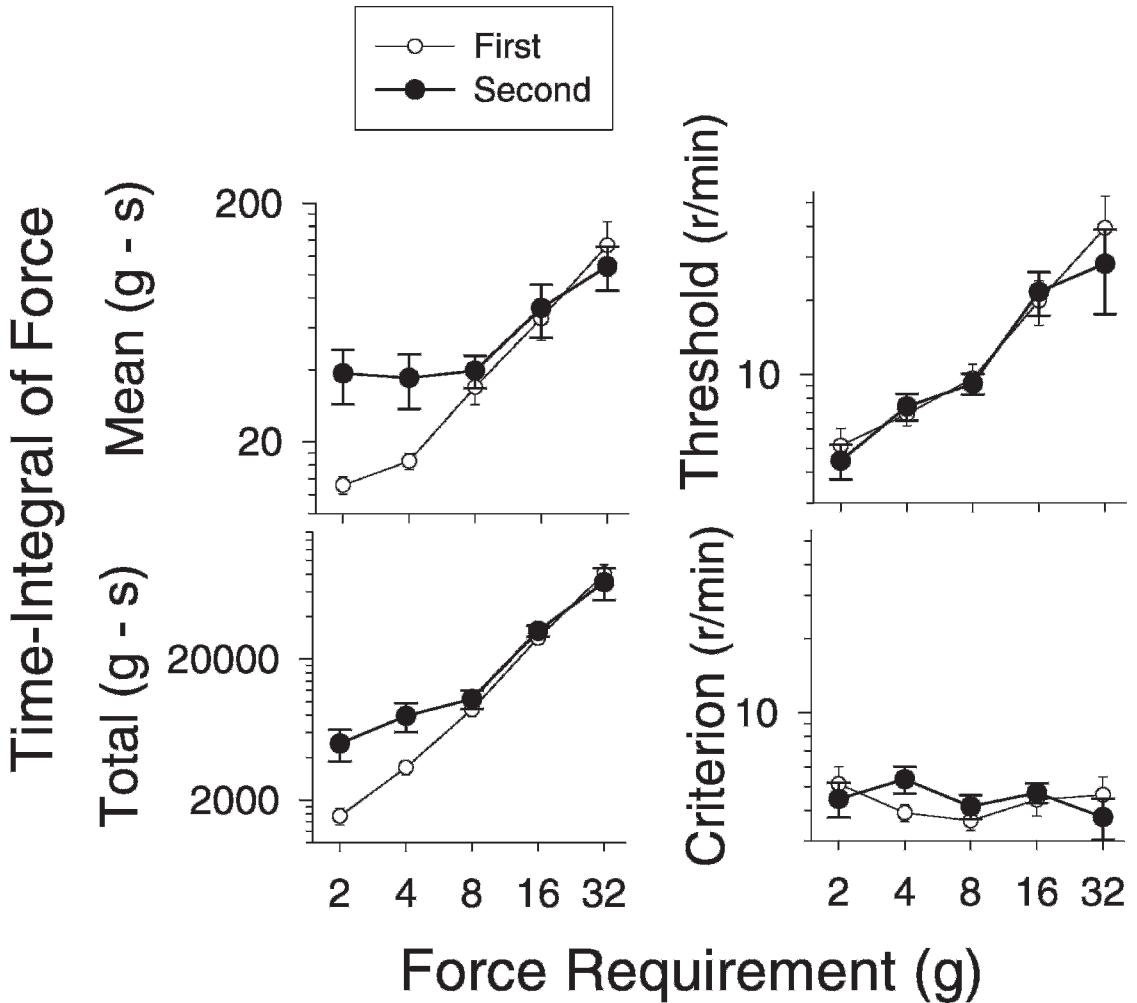 First
Second
Time-Integral of Force
Mean (g - s)
200
20
Threshold (r/min)
10
Total (g - s)
20000
2000
2 4 8 16 32
Criterion (r/min)
10
2 4 8 16 32
Force Requirement (g)